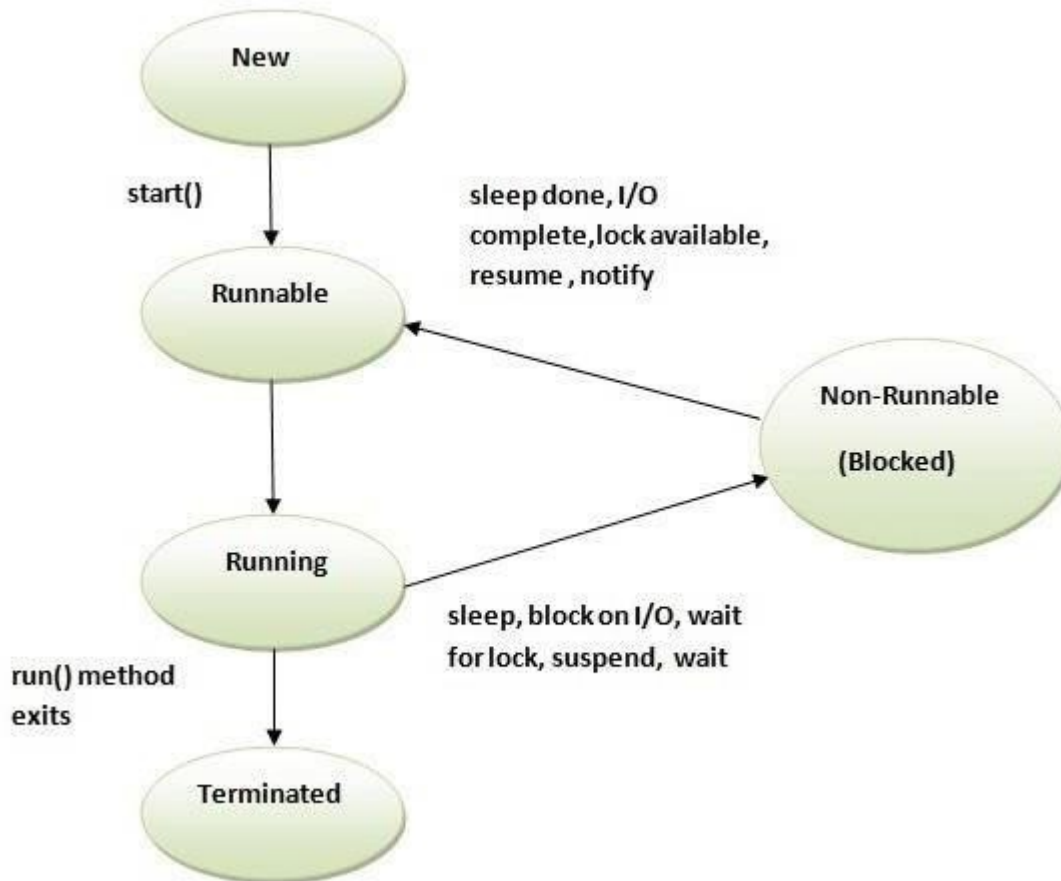 New
start()
sleep done, I/O
complete,lock available,
resume , notify
Runnable
Non-Runnable
(Blocked)
Running
sleep, block on I/O, wait
for lock, suspend, wait
run() method
exits
Terminated